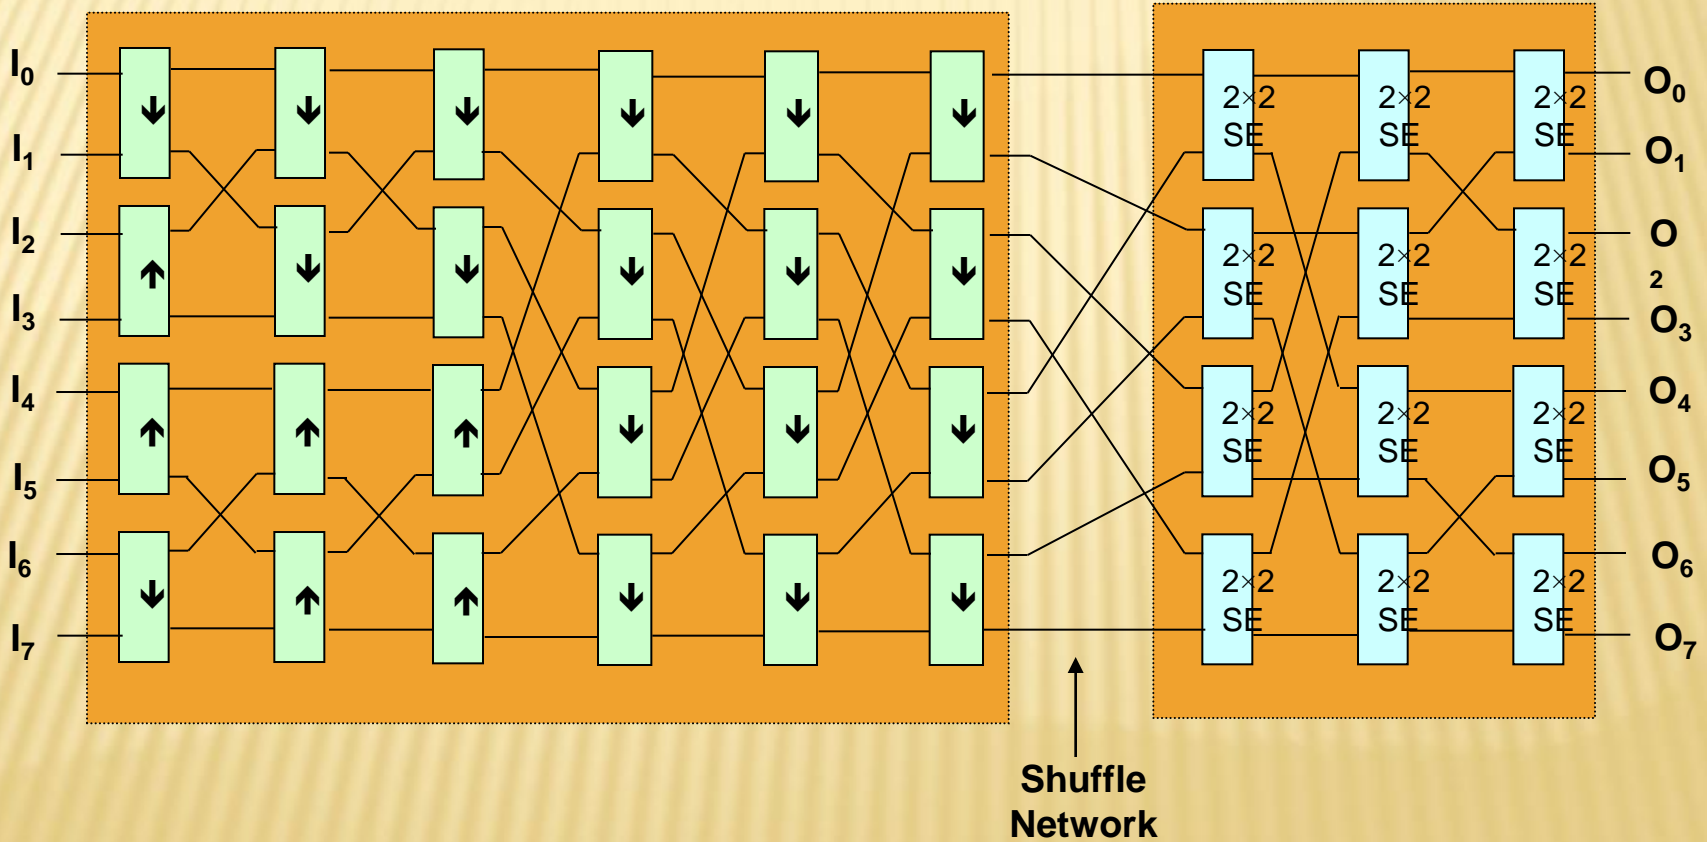 I0
I1
I2
I3
I4
I5
I6
I7
↓ ↓ ↓ ↓ ↓ ↓
↑ ↓ ↓ ↓ ↓ ↓
↑ ↑ ↑ ↓ ↓ ↓
↓ ↑ ↑ ↓ ↓ ↓
2×2 2×2 2×2
SE SE SE
2×2 2×2 2×2
SE SE SE
2×2 2×2 2×2
SE SE SE
2×2 2×2 2×2
SE SE SE
O0
O1
O
2
O3
O4
O5
O6
O7
Shuffle
Network